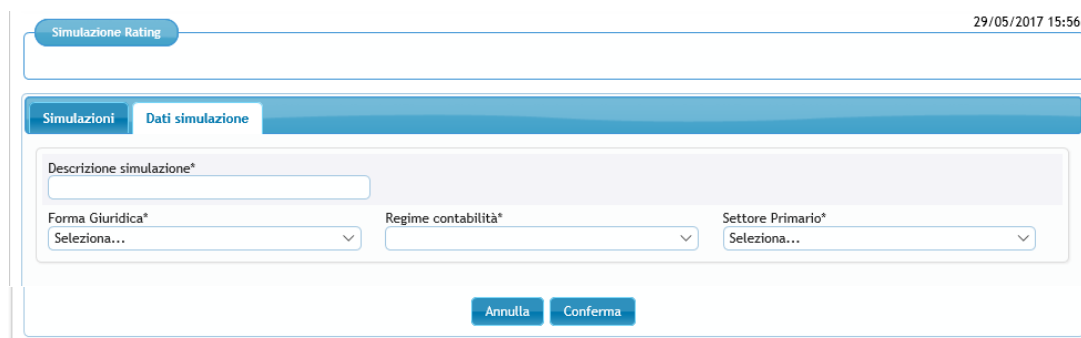 29/05/2017 15:56
Simulazione Rating
Simulazioni Dati simulazione
Descrizione simulazione*
Forma Giuridica* Regime contabilità* Settore Primario*
Seleziona... Seleziona...
Annulla Conferma